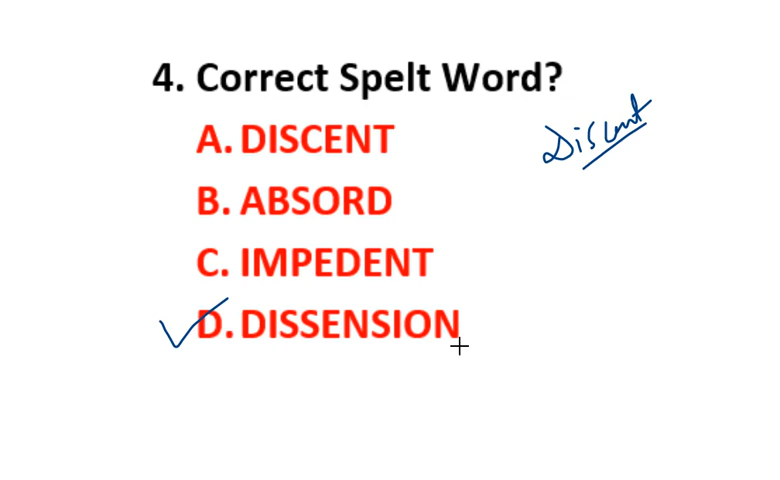 4. Correct Spelt Word?
Discent
A. DISCENT
B. ABSORD
C. IMPEDENT
D. DISSENSION